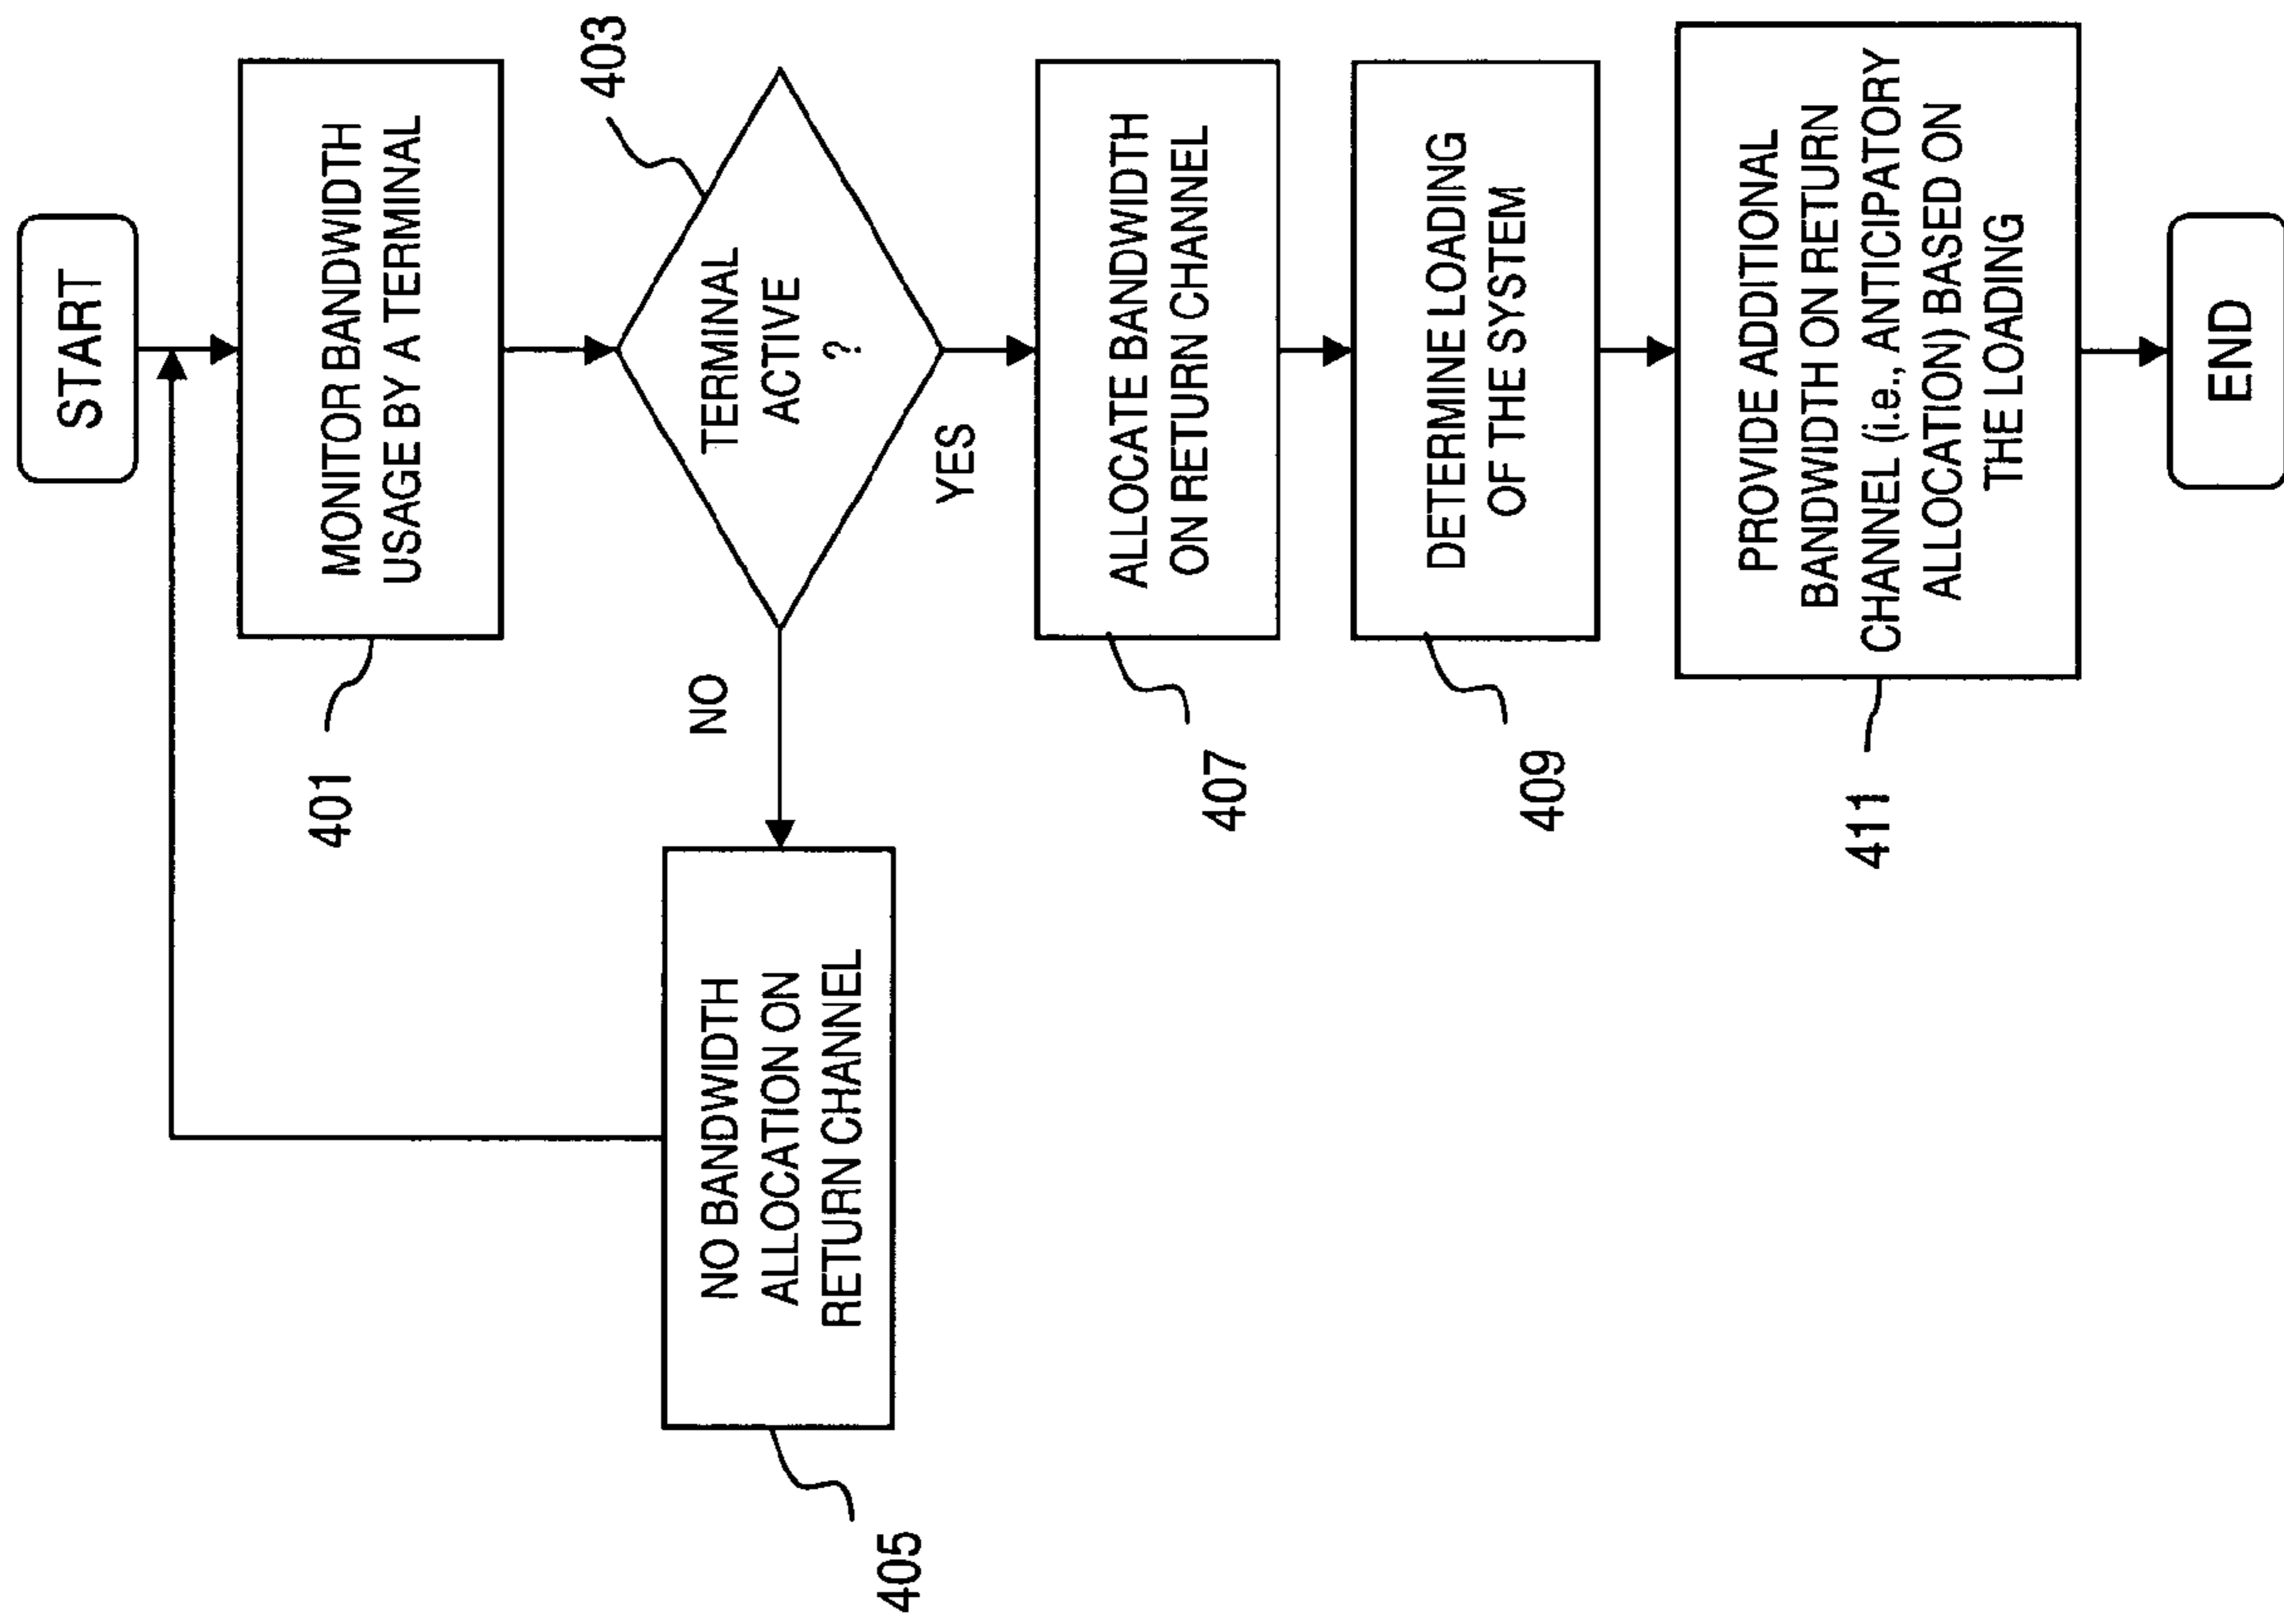 START
MONITOR BANDWIDTH
USAGE BY A TERMINAL
401
TERMINAL
ACTIVE
?
403
NO
YES
NO BANDWIDTH
ALLOCATION ON
RETURN CHANNEL
405
ALLOCATE BANDWIDTH
ON RETURN CHANNEL
407
DETERMINE LOADING
OF THE SYSTEM
409
PROVIDE ADDITIONAL
BANDWIDTH ON RETURN
CHANNEL (i.e., ANTICIPATORY
ALLOCATION) BASED ON
THE LOADING
411
END